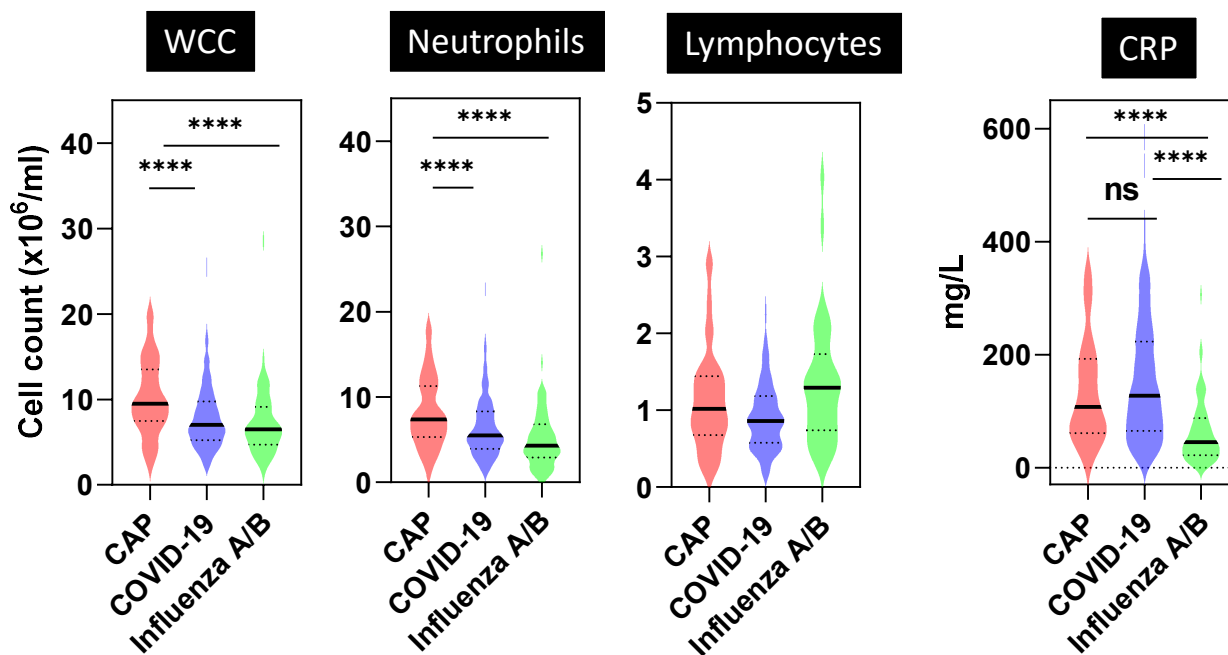 WCC
Neutrophils
Lymphocytes
CRP
Cell count (x10⁶/ml)
40
30
20
10
0
****
****
CAP
COVID-19
Influenza A/B
40
30
20
10
0
****
****
CAP
COVID-19
Influenza A/B
5
4
3
2
1
0
CAP
COVID-19
Influenza A/B
mg/L
600
400
200
0
****
****
ns
CAP
COVID-19
Influenza A/B